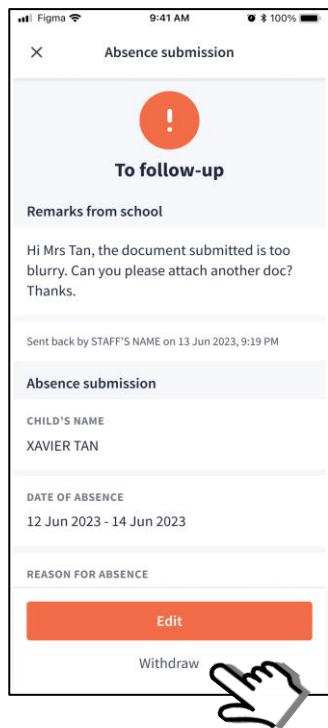 Figma 9:41 AM 100%
Absence submission
To follow-up
Remarks from school
Hi Mrs Tan, the document submitted is too
blurry. Can you please attach another doc?
Thanks.
Sent back by STAFF'S NAME on 13 Jun 2023, 9:19 PM
Absence submission
CHILD'S NAME
XAVIER TAN
DATE OF ABSENCE
12 Jun 2023 - 14 Jun 2023
REASON FOR ABSENCE
Edit
Withdraw